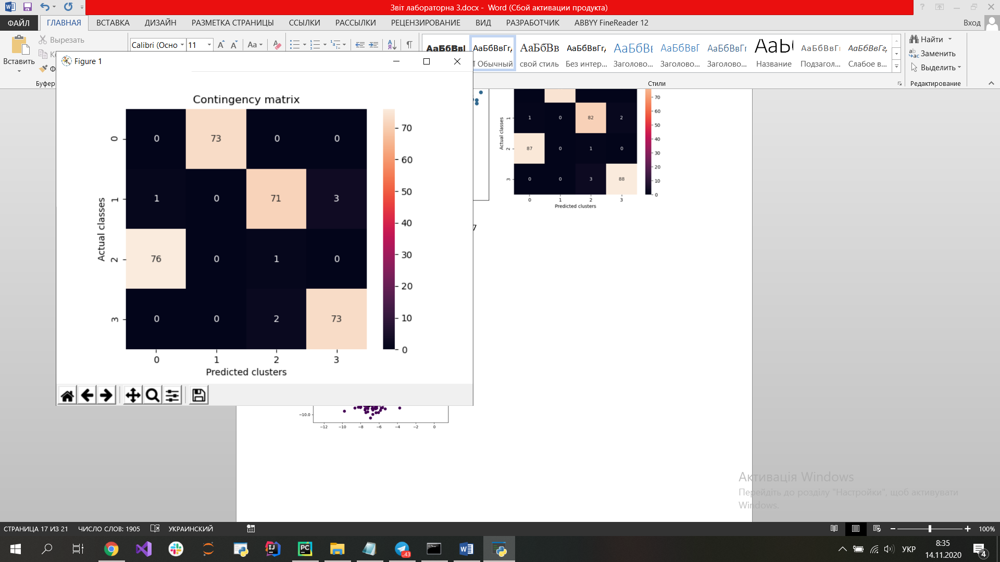 Звіт лабораторна 3.docx - Word (Сбой активации продукта)
ФАЙЛ ГЛАВНАЯ ВСТАВКА ДИЗАЙН РАЗМЕТКА СТРАНИЦЫ ССЫЛКИ РАССЫЛКИ РЕЦЕНЗИРОВАНИЕ ВИД РАЗРАБОТЧИК ABBYY FineReader 12 Вход
Вставить
Вырезать
Calibri (Осно 11
Буфер
АаБбВвГг, Обычный
АаБбВв свой стиль
АаБбВвГг, Без интер...
АаБбВı Заголово...
АаБбВвГ Заголово...
АаБбВвГг Заголово...
Название
АаБбВвГı Подзагол...
АаБбВвГг, Слабое в...
Стили
Найти
Заменить
Выделить
Редактирование
Figure 1
Contingency matrix
Actual classes
0 0 73 0 0
1 1 0 71 3
2 76 0 1 0
3 0 0 2 73
0 1 2 3
Predicted clusters
70
60
50
40
30
20
10
0
Actual classes
1 1 0 82 2
2 87 0 1 0
3 0 0 3 88
0 1 2 3
Predicted clusters
70
60
50
40
30
20
10
0
7
−10.0
−12 −10 −8 −6 −4 −2 0
Активація Windows
Перейдіть до розділу "Настройки", щоб активувати
Windows.
СТРАНИЦА 17 ИЗ 21 ЧИСЛО СЛОВ: 1905 УКРАИНСКИЙ 100%
..43
УКР
8:35
14.11.2020
4